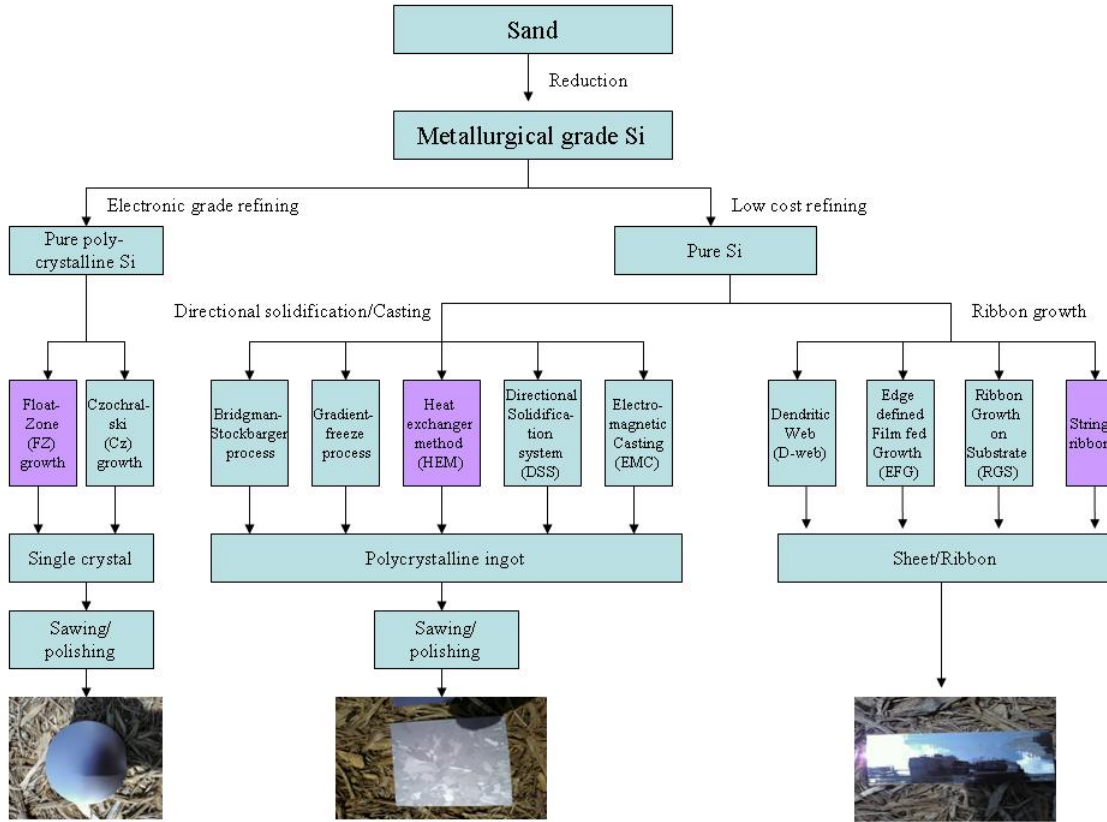 Sand
Reduction
Metallurgical grade Si
Electronic grade refining
Low cost refining
Pure poly-
crystalline Si
Pure Si
Directional solidification/Casting
Ribbon growth
Float-
Zone
(FZ)
growth
Czochral-
ski
(Cz)
growth
Bridgman-
Stockbarger
process
Gradient-
freeze
process
Heat
exchanger
method
(HEM)
Directional
Solidifica-
tion
system
(DSS)
Electro-
magnetic
Casting
(EMC)
Dendritic
Web
(D-web)
Edge
defined
Film fed
Growth
(EFG)
Ribbon
Growth
on
Substrate
(RGS)
String
ribbon
Single crystal
Polycrystalline ingot
Sheet/Ribbon
Sawing/
polishing
Sawing/
polishing